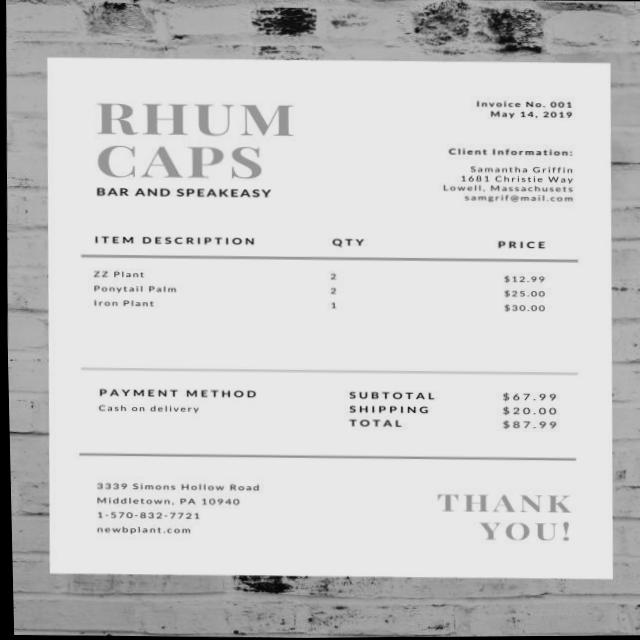 RHUM
CAPS
BAR AND SPEAKEASY
Invoice No. 001
May 14, 2019
Client Information:
Samantha Griffin
1681 Christie Way
Lowell, Massachusets
samgrif@mail.com
ITEM DESCRIPTION QTY PRICE
ZZ Plant 2 $12.99
Ponytail Palm 2 $25.00
Iron Plant 1 $30.00
PAYMENT METHOD
Cash on delivery
SUBTOTAL $67.99
SHIPPING $20.00
TOTAL $87.99
3339 Simons Hollow Road
Middletown, PA 10940
1-570-832-7721
newbplant.com
THANK
YOU!